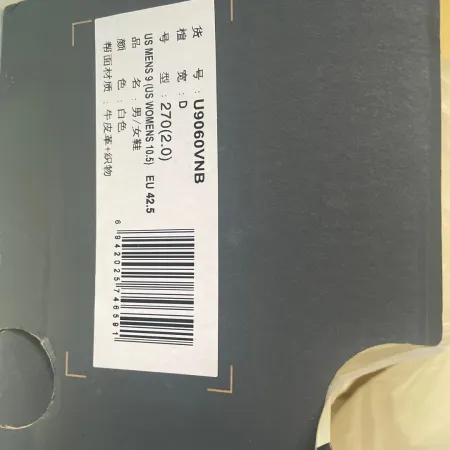 货 号：U9060VNB
楦 宽：D
号 型：270(2.0)
US MENS 9 (US WOMENS 10.5) EU 42.5
品 名：男/女鞋
颜 色：白色
帮面材质：牛皮革+织物
6942025746591